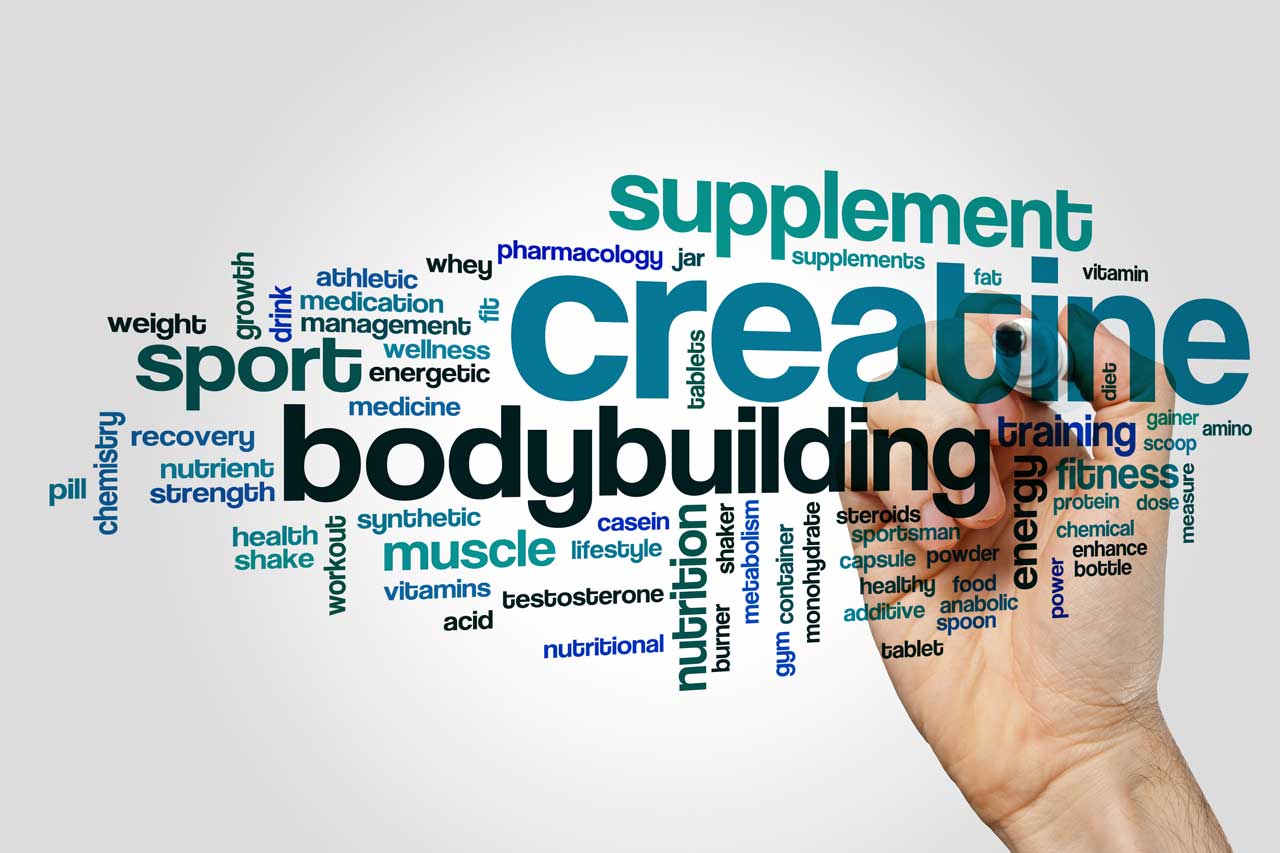 supplement
supplements
pharmacology
jar
whey
vitamin
fat
athletic
growth
drink
medication
fit
creatine
weight
management
sport
wellness
energetic
tablets
diet
medicine
bodybuilding
training
gainer
amino
scoop
chemistry
recovery
nutrient
strength
pill
fitness
energy
protein
dose
measure
health
shake
workout
synthetic
muscle
casein
lifestyle
nutrition
shaker
metabolism
container
monohydrate
steroids
sportsman
capsule
powder
chemical
enhance
bottle
vitamins
testosterone
healthy
food
power
acid
additive
anabolic
spoon
nutritional
burner
gym
tablet